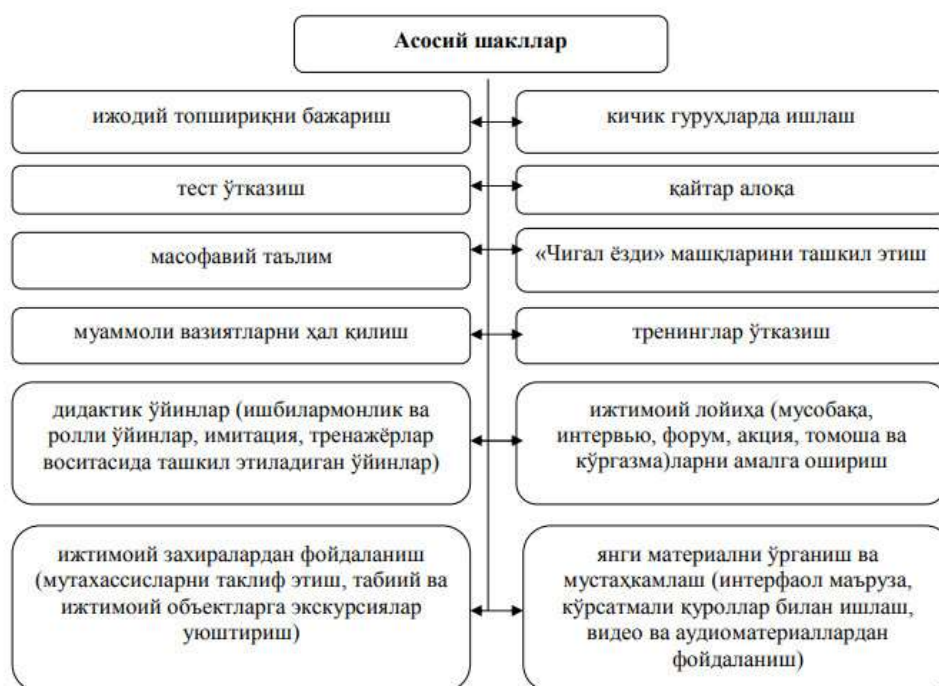 Асосий шакллар
ижодий топшириқни бажариш
кичик гуруҳларда ишлаш
тест ўтказиш
қайтар алоқа
масофавий таълим
«Чигал ёзди» машқларини ташкил этиш
муаммоли вазиятларни ҳал қилиш
тренинглар ўтказиш
дидактик ўйинлар (ишбилармонлик ва
ролли ўйинлар, имитация, тренажёрлар
воситасида ташкил этиладиган ўйинлар)
ижтимоий лойиҳа (мусобақа,
интервью, форум, акция, томоша ва
кўргазма)ларни амалга ошириш
ижтимоий захиралардан фойдаланиш
(мутахассисларни таклиф этиш, табиий ва
ижтимоий объектларга экскурсиялар
уюштириш)
янги материални ўрганиш ва
мустаҳкамлаш (интерфаол маъруза,
кўрсатмали қуроллар билан ишлаш,
видео ва аудиоматериаллардан
фойдаланиш)